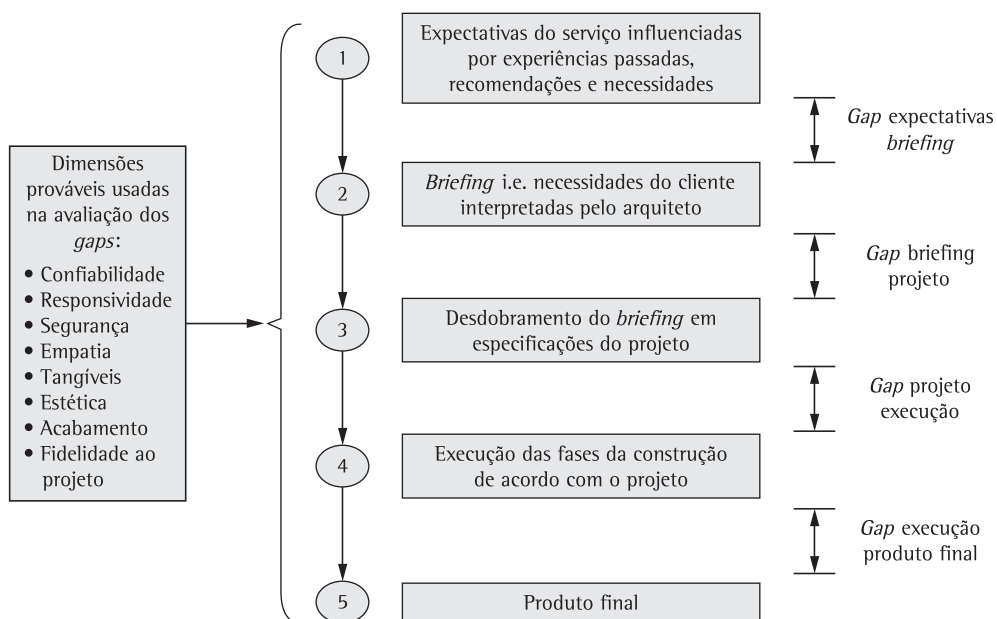 Dimensões
prováveis usadas
na avaliação dos
gaps:
• Confiabilidade
• Responsividade
• Segurança
• Empatia
• Tangíveis
• Estética
• Acabamento
• Fidelidade ao
projeto
1
Expectativas do serviço influenciadas
por experiências passadas,
recomendações e necessidades
Gap expectativas
briefing
2
Briefing i.e. necessidades do cliente
interpretadas pelo arquiteto
Gap briefing
projeto
3
Desdobramento do briefing em
especificações do projeto
Gap projeto
execução
4
Execução das fases da construção
de acordo com o projeto
Gap execução
produto final
5
Produto final